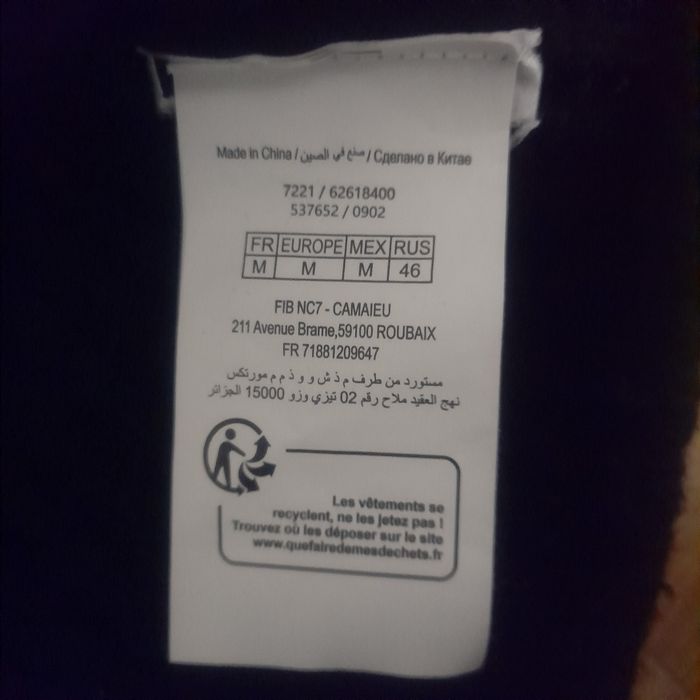 Made in China / صنع في الصين / Сделано в Китае
7221 / 62618400
537652 / 0902
FR EUROPE MEX RUS
M M M 46
FIB NC7 - CAMAIEU
211 Avenue Brame,59100 ROUBAIX
FR 71881209647
مستورد من طرف م ذ ش و و ذ م م مورتكس
نهج العقيد ملاح رقم 02 تيزي وزو 15000 الجزائر
Les vêtements se
recyclent, ne les jetez pas !
Trouvez où les déposer sur le site
www.quefairedemesdechets.fr